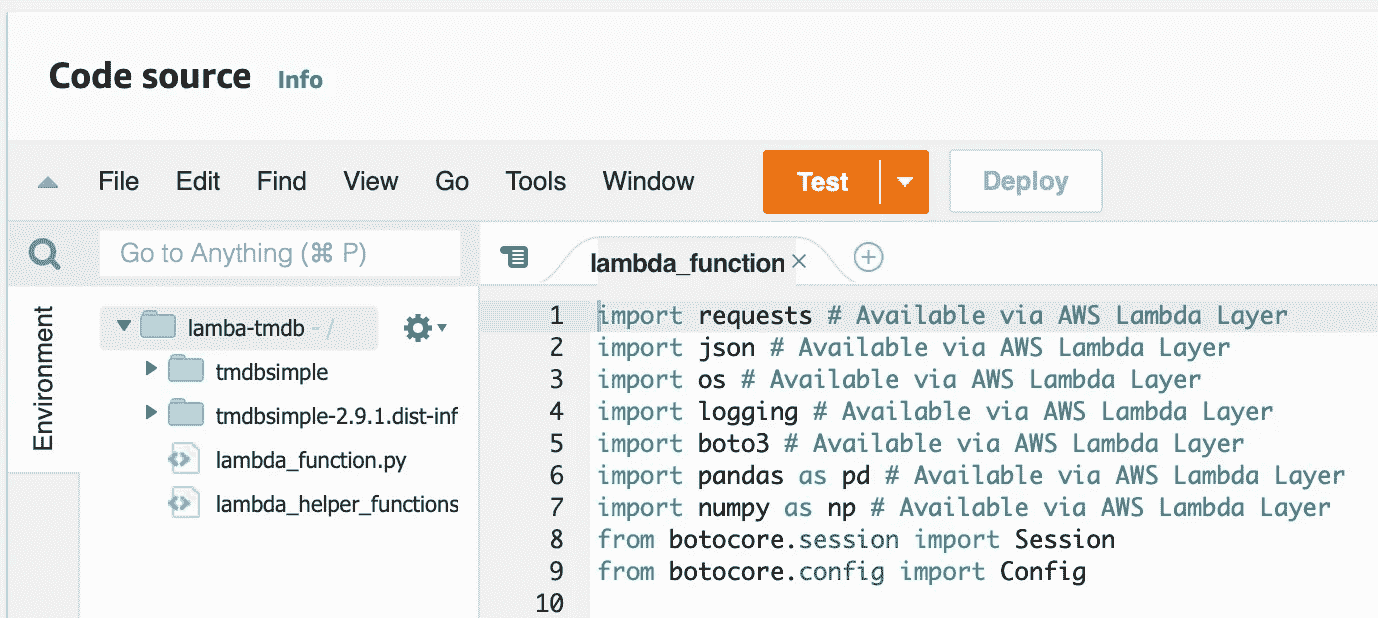 Code source Info
File Edit Find View Go Tools Window Test Deploy
Go to Anything (⌘ P)
lambda_function
Environment
lamba-tmdb - /
tmdbsimple
tmdbsimple-2.9.1.dist-inf
lambda_function.py
lambda_helper_functions
1 import requests # Available via AWS Lambda Layer
2 import json # Available via AWS Lambda Layer
3 import os # Available via AWS Lambda Layer
4 import logging # Available via AWS Lambda Layer
5 import boto3 # Available via AWS Lambda Layer
6 import pandas as pd # Available via AWS Lambda Layer
7 import numpy as np # Available via AWS Lambda Layer
8 from botocore.session import Session
9 from botocore.config import Config
10